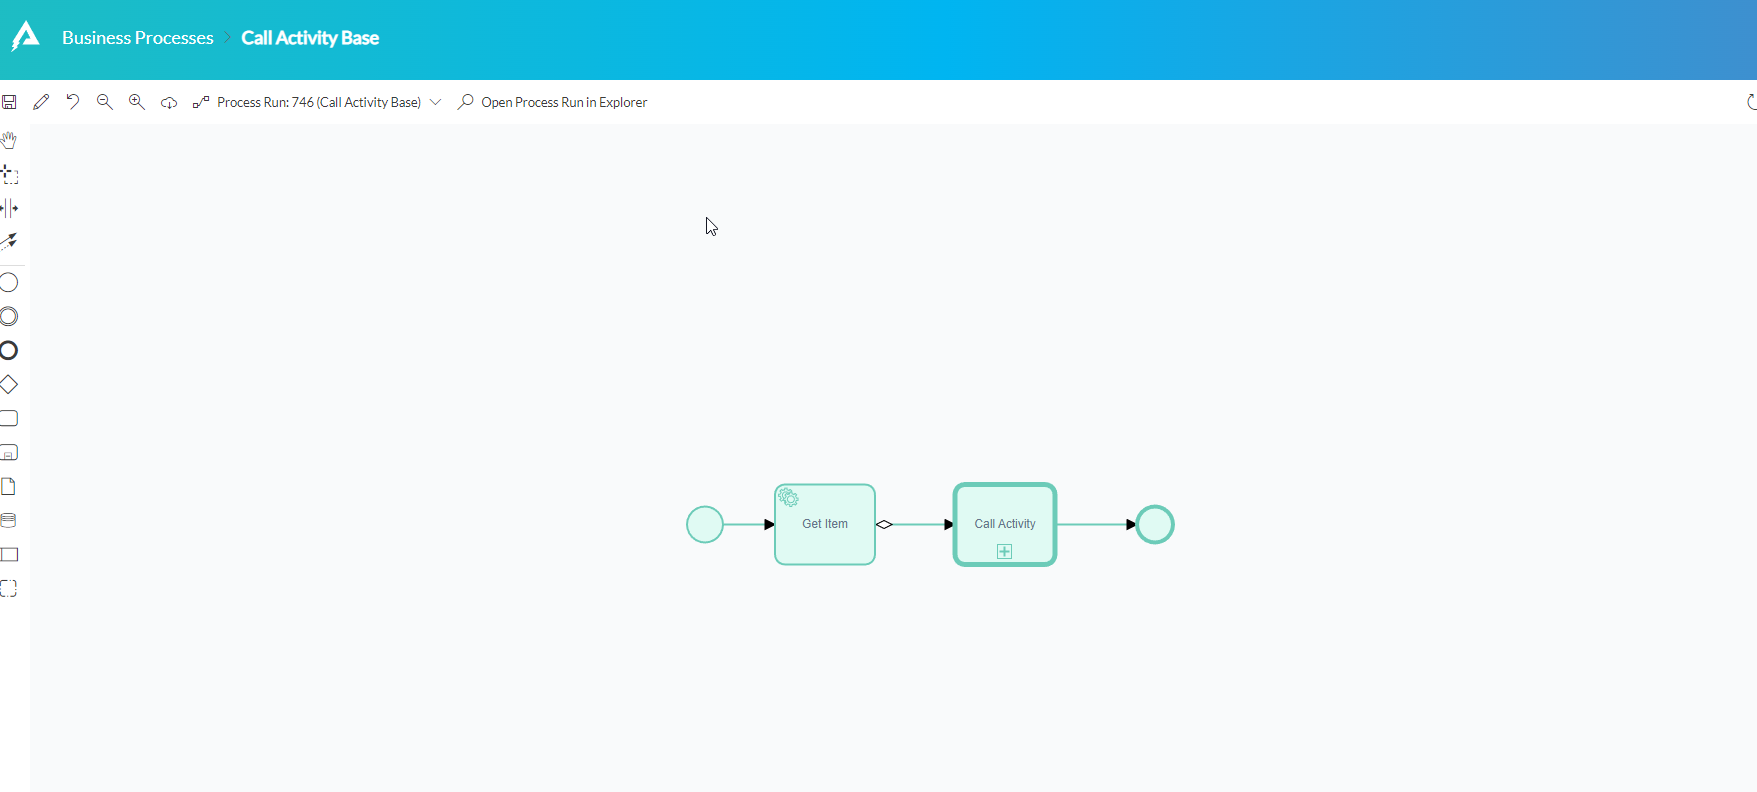 Business Processes > Call Activity Base
Process Run: 746 (Call Activity Base)
Open Process Run in Explorer
Get Item
Call Activity